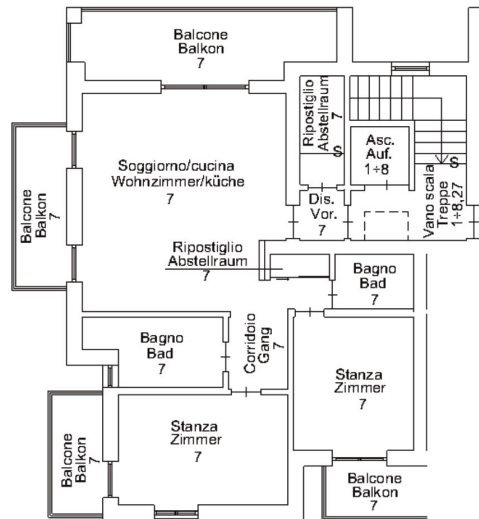 Balcone
Balkon
7
Ripostiglio
Abstellraum
7
S
Asc.
Auf.
1÷8
Vano scala
Treppe
1÷8,27
S
Soggiorno/cucina
Wohnzimmer/küche
7
Balcone
Balkon
7
Dis.
Vor.
7
Ripostiglio
Abstellraum
7
Bagno
Bad
7
Bagno
Bad
7
Corridoio
Gang
7
Stanza
Zimmer
7
Stanza
Zimmer
7
Balcone
Balkon
7
Balcone
Balkon
7